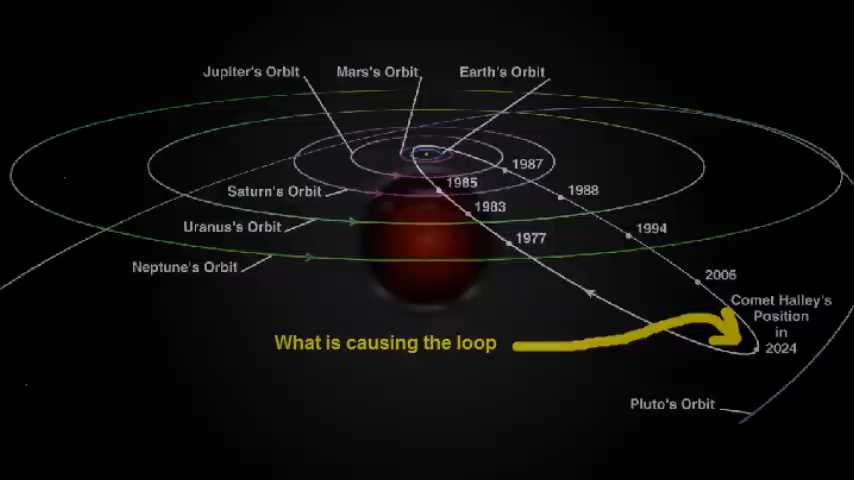 Jupiter's Orbit
Mars's Orbit
Earth's Orbit
1987
1985
1988
Saturn's Orbit
1983
Uranus's Orbit
1994
1977
Neptune's Orbit
2005
Comet Halley's
Position
in
2024
What is causing the loop
Pluto's Orbit